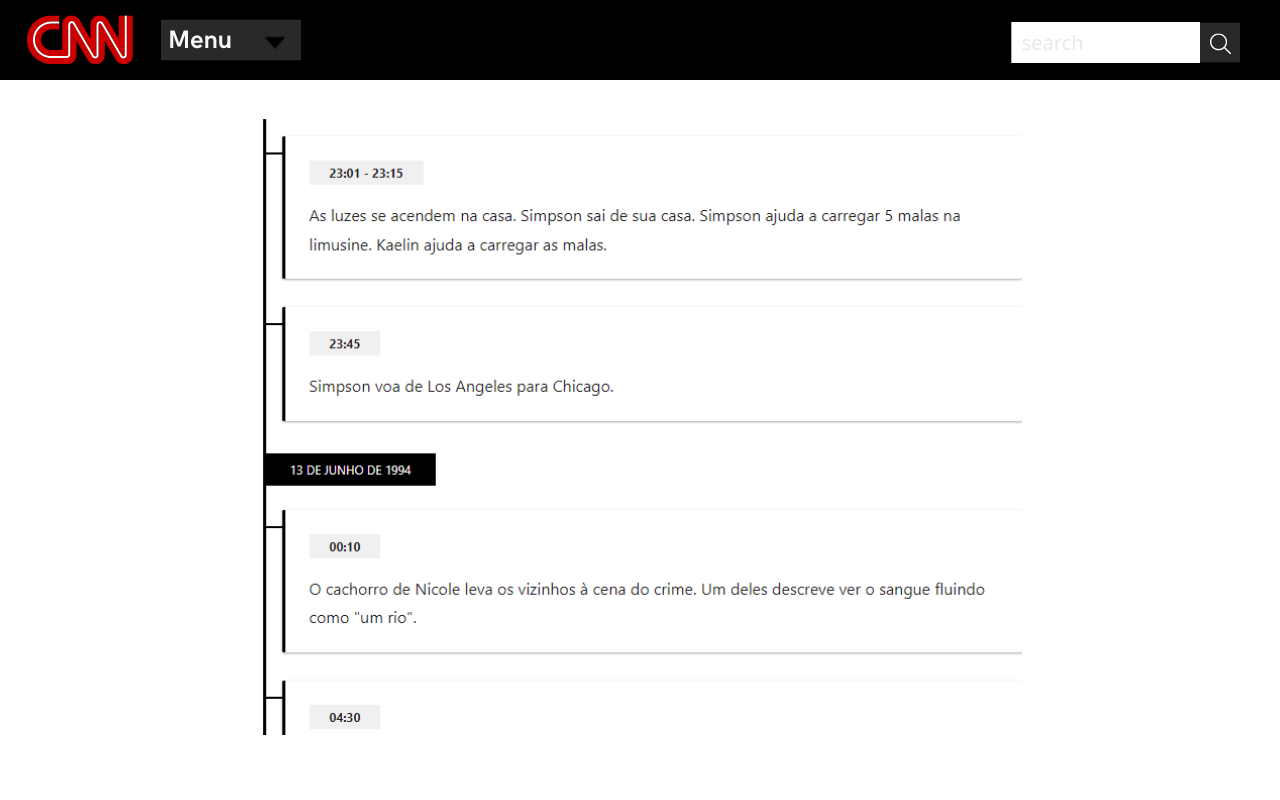 CNN
Menu
search
23:01 - 23:15
As luzes se acendem na casa. Simpson sai de sua casa. Simpson ajuda a carregar 5 malas na
limusine. Kaelin ajuda a carregar as malas.
23:45
Simpson voa de Los Angeles para Chicago.
13 DE JUNHO DE 1994
00:10
O cachorro de Nicole leva os vizinhos à cena do crime. Um deles descreve ver o sangue fluindo
como "um rio".
04:30